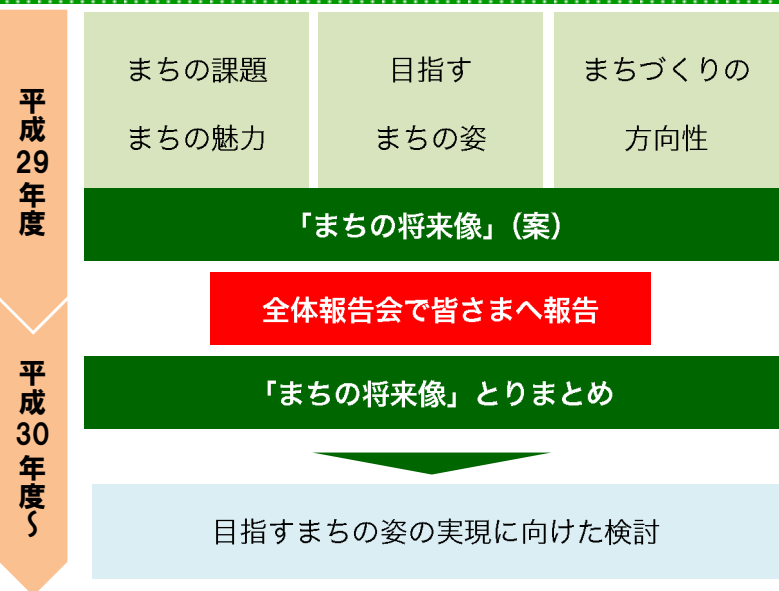 平成29年度
まちの課題
まちの魅力
目指す
まちの姿
まちづくりの
方向性
「まちの将来像」（案）
全体報告会で皆さまへ報告
平成30年度～
「まちの将来像」とりまとめ
目指すまちの姿の実現に向けた検討